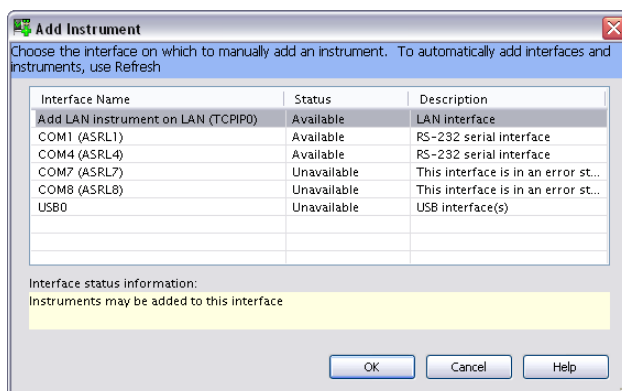 Add Instrument
Choose the interface on which to manually add an instrument. To automatically add interfaces and
instruments, use Refresh
Interface Name Status Description
Add LAN instrument on LAN (TCPIP0) Available LAN interface
COM1 (ASRL1) Available RS-232 serial interface
COM4 (ASRL4) Available RS-232 serial interface
COM7 (ASRL7) Unavailable This interface is in an error st...
COM8 (ASRL8) Unavailable This interface is in an error st...
USB0 Unavailable USB interface(s)
Interface status information:
Instruments may be added to this interface
OK Cancel Help